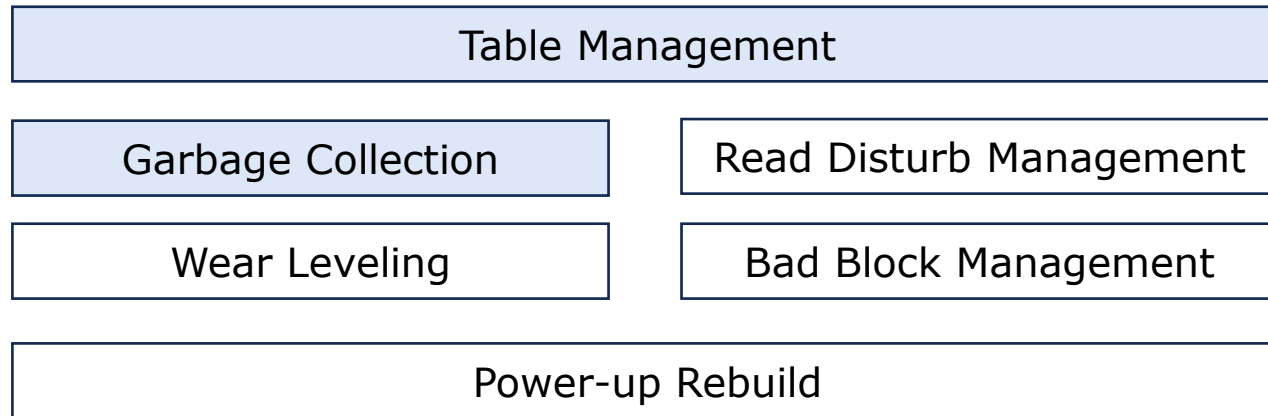 Table Management
Garbage Collection
Read Disturb Management
Wear Leveling
Bad Block Management
Power-up Rebuild